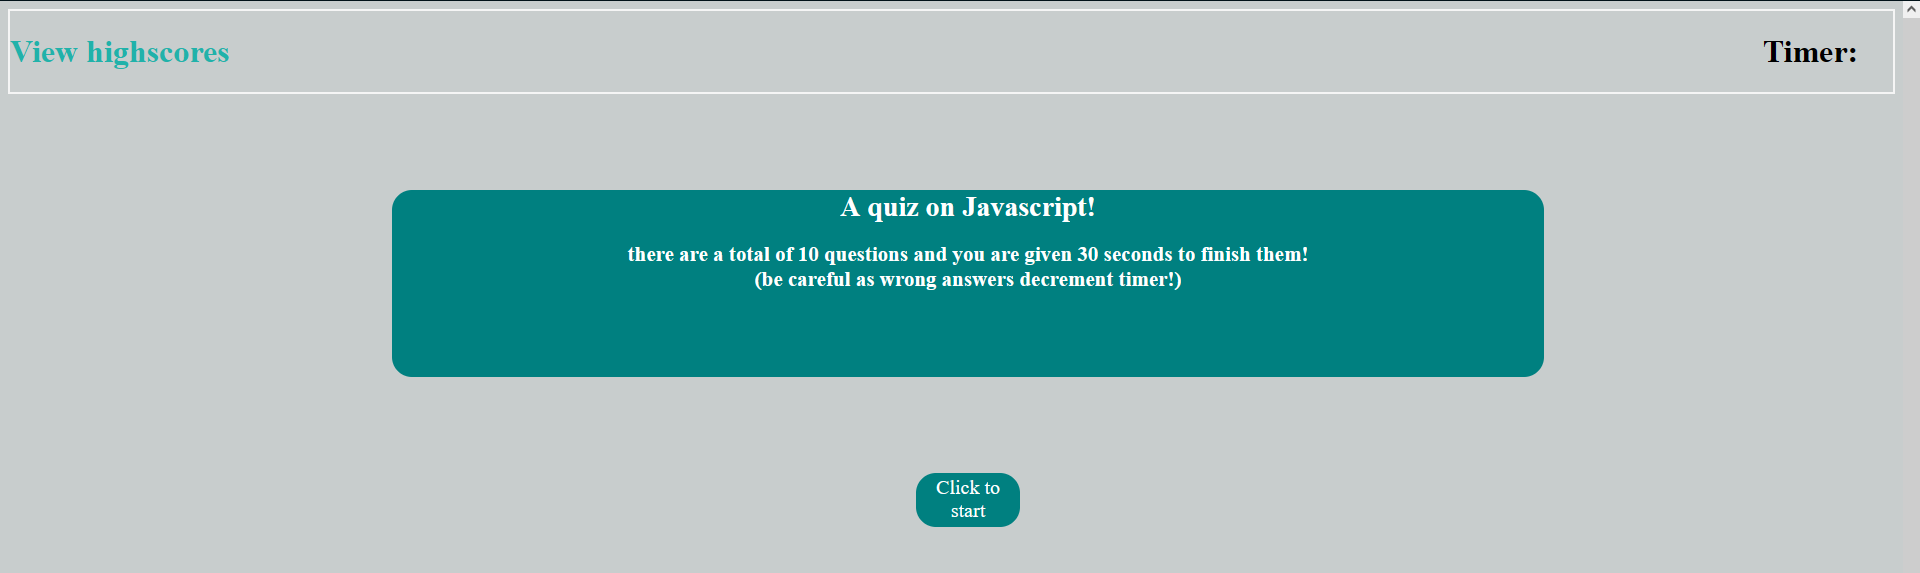 View highscores
Timer:
A quiz on Javascript!
there are a total of 10 questions and you are given 30 seconds to finish them!
(be careful as wrong answers decrement timer!)
Click to
start